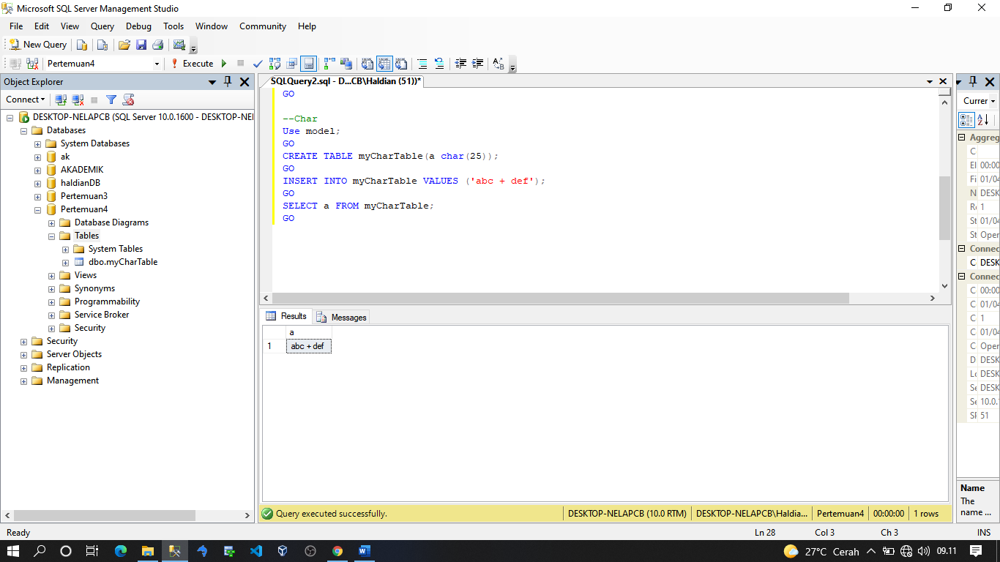 Microsoft SQL Server Management Studio
File Edit View Query Debug Tools Window Community Help
New Query
Pertemuan4 Execute
Object Explorer
Connect
DESKTOP-NELAPCB (SQL Server 10.0.1600 - DESKTOP-NEI
Databases
System Databases
ak
AKADEMIK
haldianDB
Pertemuan3
Pertemuan4
Database Diagrams
Tables
System Tables
dbo.myCharTable
Views
Synonyms
Programmability
Service Broker
Security
Security
Server Objects
Replication
Management
SQLQuery2.sql - D...CB\Haldian (51))*
GO
--Char
Use model;
GO
CREATE TABLE myCharTable(a char(25));
GO
INSERT INTO myCharTable VALUES ('abc + def');
GO
SELECT a FROM myCharTable;
GO
Results Messages
a
1 abc + def
Query executed successfully. DESKTOP-NELAPCB (10.0 RTM) DESKTOP-NELAPCB\Haldia... Pertemuan4 00:00:00 1 rows
Currer
Aggreg
C
El 00:00
Fi 01/04
N DESK
Re 1
St 01/04
St Oper
Connec
C DESK
Connec
C 00:00
C 01/04
C 1
C 01/04
C Oper
D DESK
Lo DESK
Se DESK
Se 10.0.1
SP 51
Name
The
name ...
Ready Ln 28 Col 3 Ch 3 INS
27°C Cerah 09.11